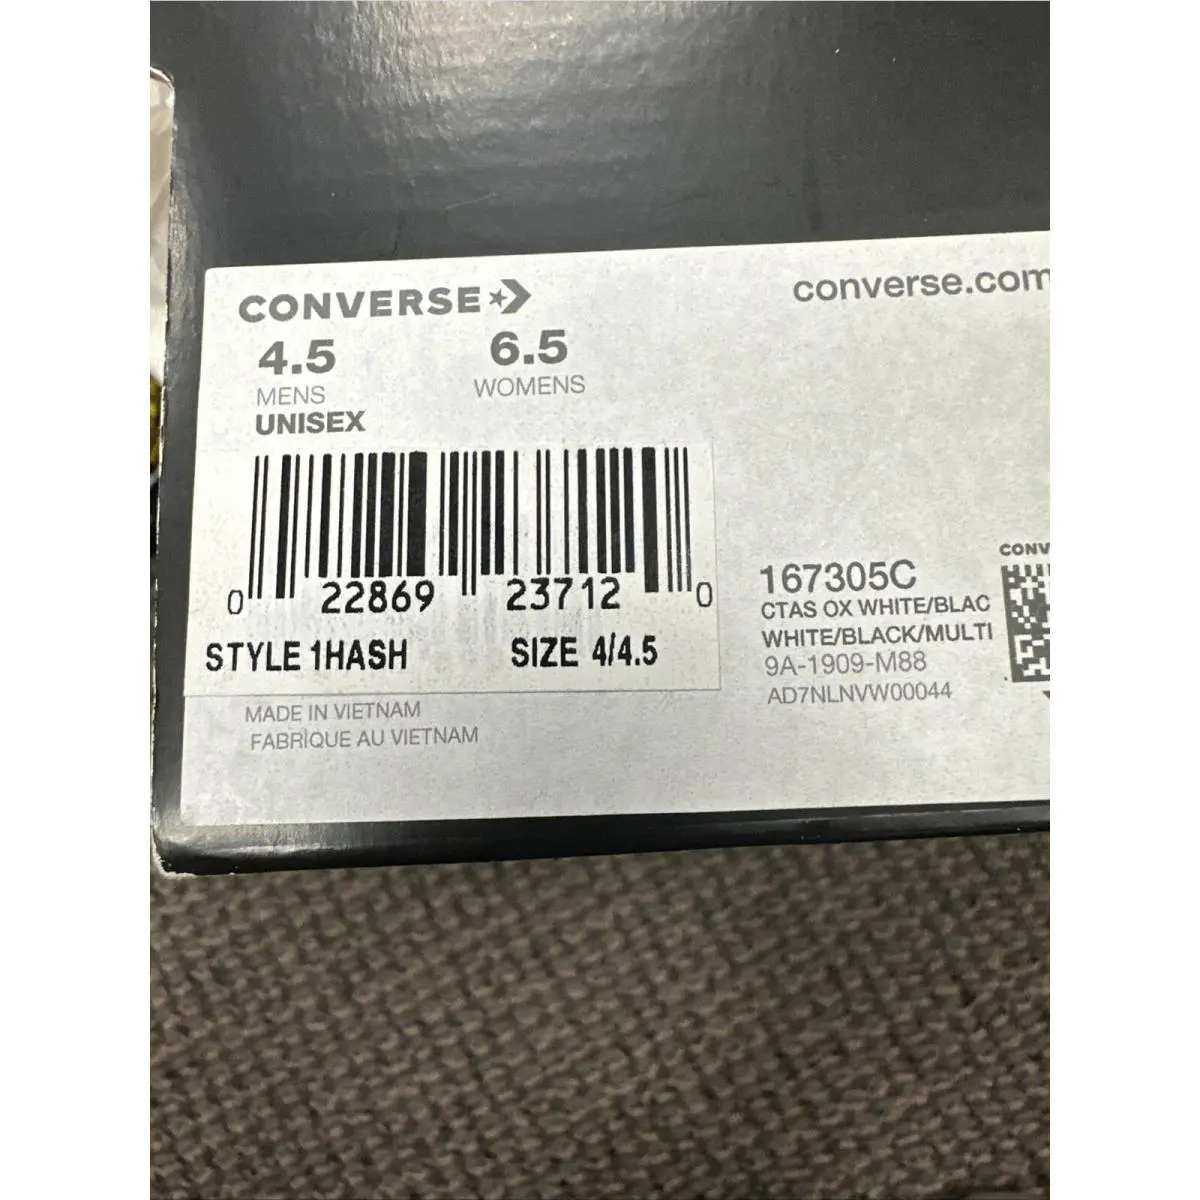 CONVERSE
converse.com
4.5 6.5
MENS WOMENS
UNISEX
0 22869 23712 0
STYLE 1HASH SIZE 4/4.5
MADE IN VIETNAM
FABRIQUE AU VIETNAM
167305C
CTAS OX WHITE/BLAC
WHITE/BLACK/MULTI
9A-1909-M88
AD7NLNVW00044
CONV